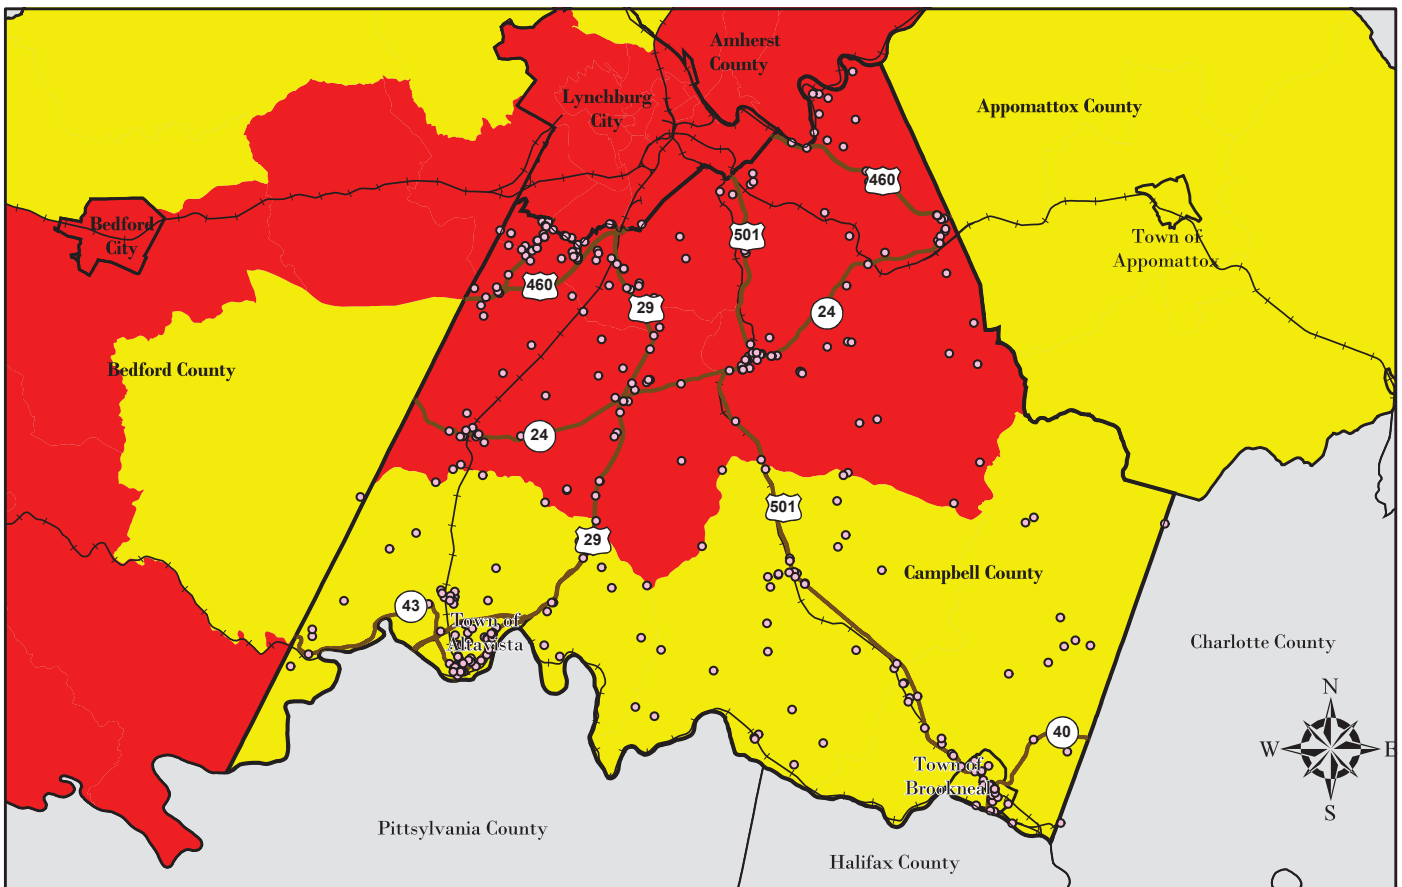 Amherst
County
Lynchburg
City
Appomattox County
460
Bedford
City
501
Town of
Appomattox
460
29
24
Bedford County
24
501
29
Campbell County
43
Town of
Altavista
Charlotte County
N
W
E
S
40
Town of
Brookneal
Pittsylvania County
Halifax County